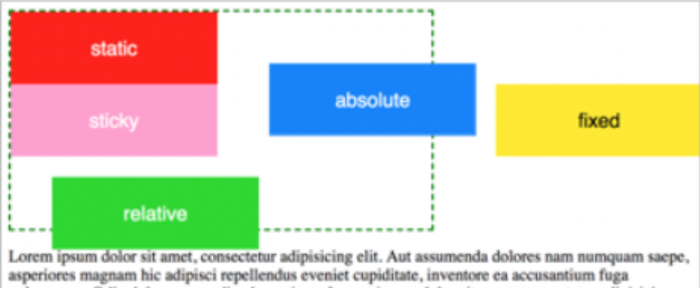 static
absolute
sticky
fixed
relative
Lorem ipsum dolor sit amet, consectetur adipisicing elit. Aut assumenda dolores nam numquam saepe,
asperiores magnam hic adipisci repellendus eveniet cupiditate, inventore ea accusantium fuga